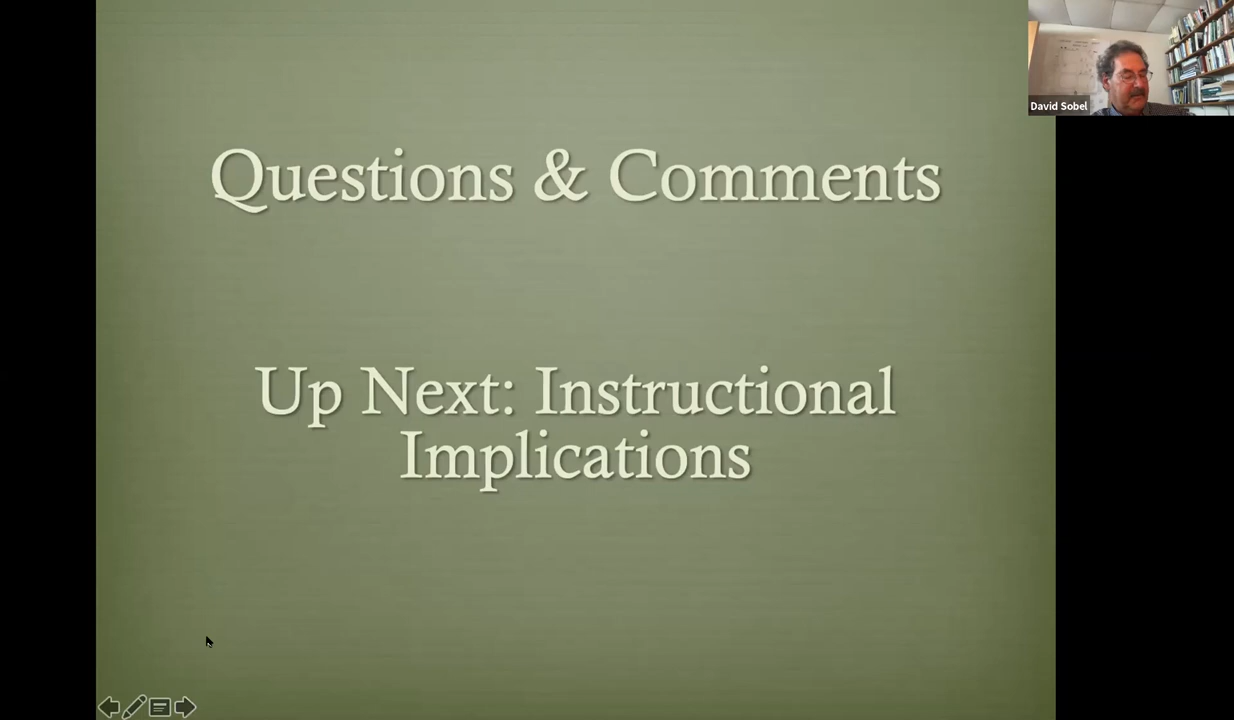 Questions & Comments
Up Next: Instructional
Implications
David Sobel